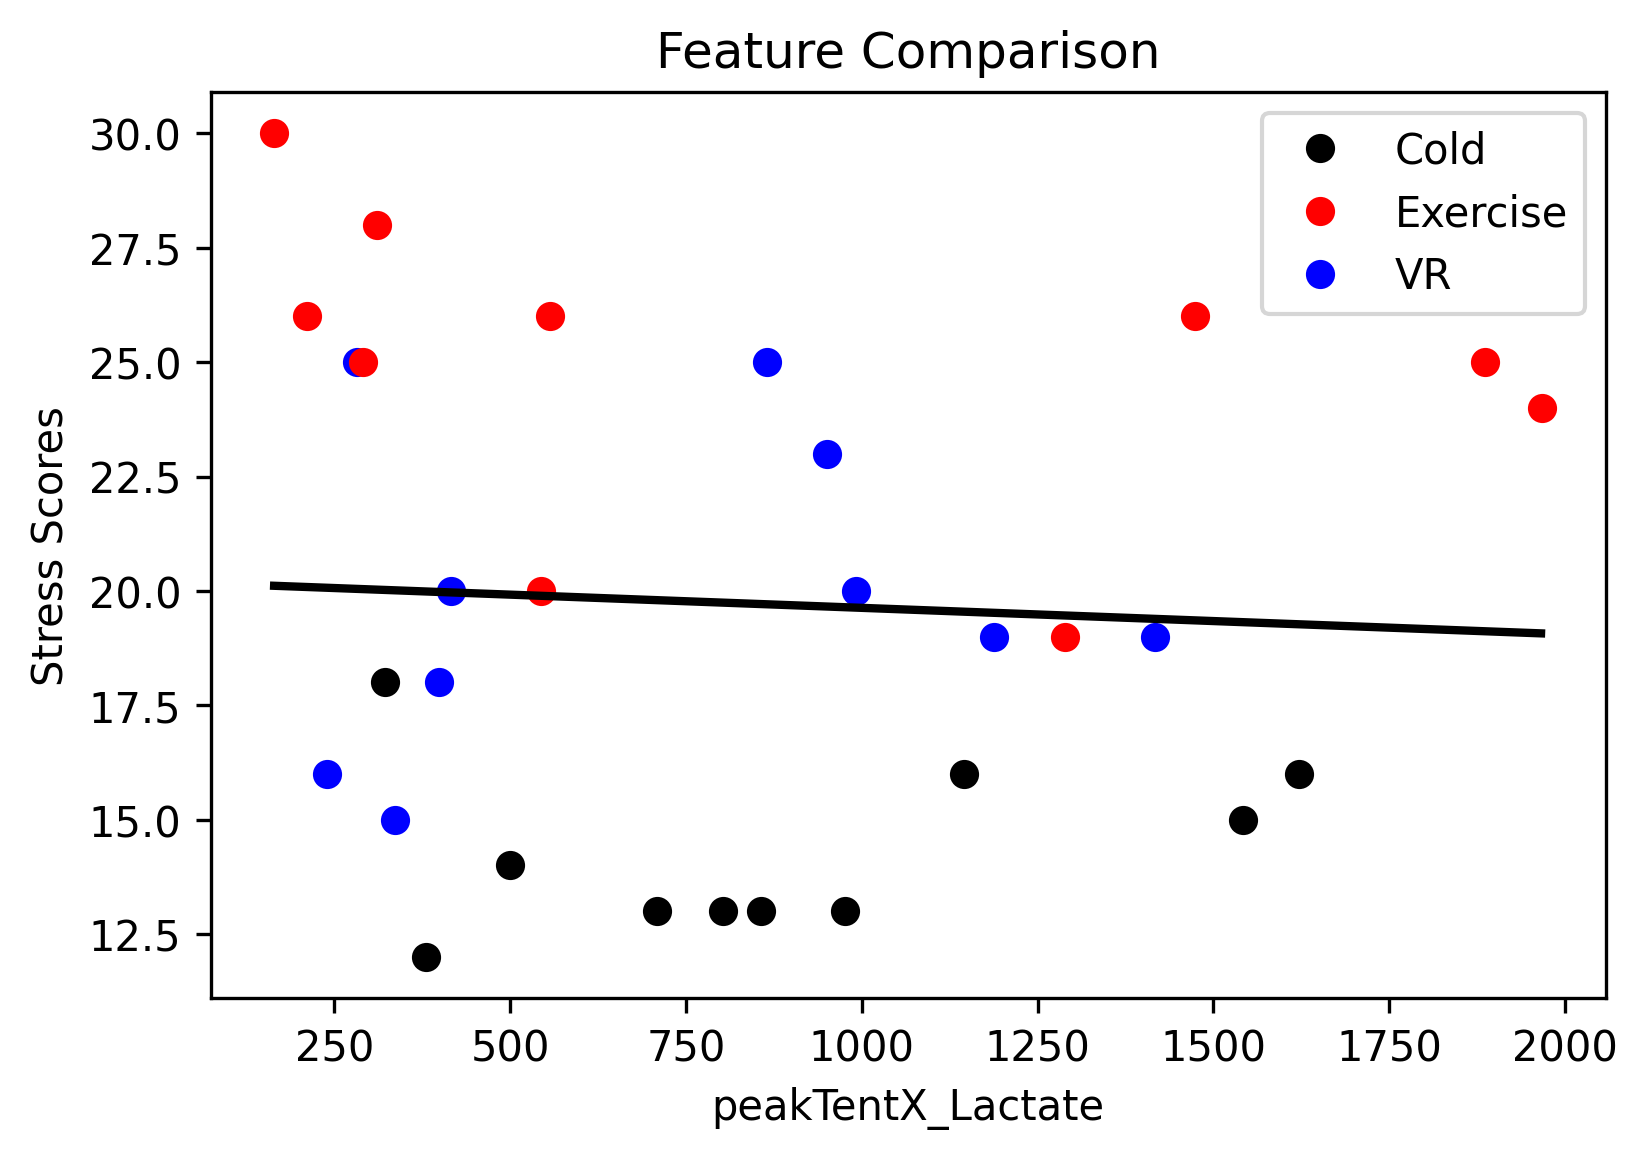 Feature Comparison
Cold
Exercise
VR
Stress Scores
30.0
27.5
25.0
22.5
20.0
17.5
15.0
12.5
250 500 750 1000 1250 1500 1750 2000
peakTentX_Lactate